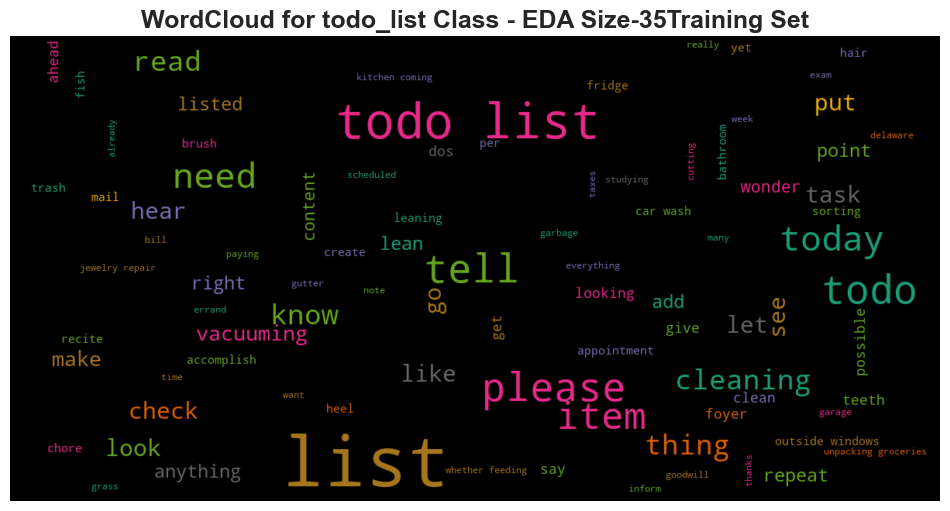 WordCloud for todo_list Class - EDA Size-35Training Set
ahead
read
fish
kitchen coming
really
yet
hair
exam
fridge
listed
todo list
put
week
delaware
already
brush
dos
per
bathroom
cutting
point
need
scheduled
taxes
studying
wonder
task
trash
mail
content
hear
leaning
car wash
sorting
bill
lean
garbage
many
today
paying
create
tell
everything
jewelry repair
right
gutter
note
go
looking
add
see
todo
errand
know
get
give
let
possible
recite
vacuuming
appointment
make
accomplish
time
like
please
cleaning
want
clean
teeth
check
heel
item
foyer
garage
chore
look
list
thing
outside windows
unpacking groceries
anything
whether feeding
say
goodwill
thanks
repeat
grass
inform